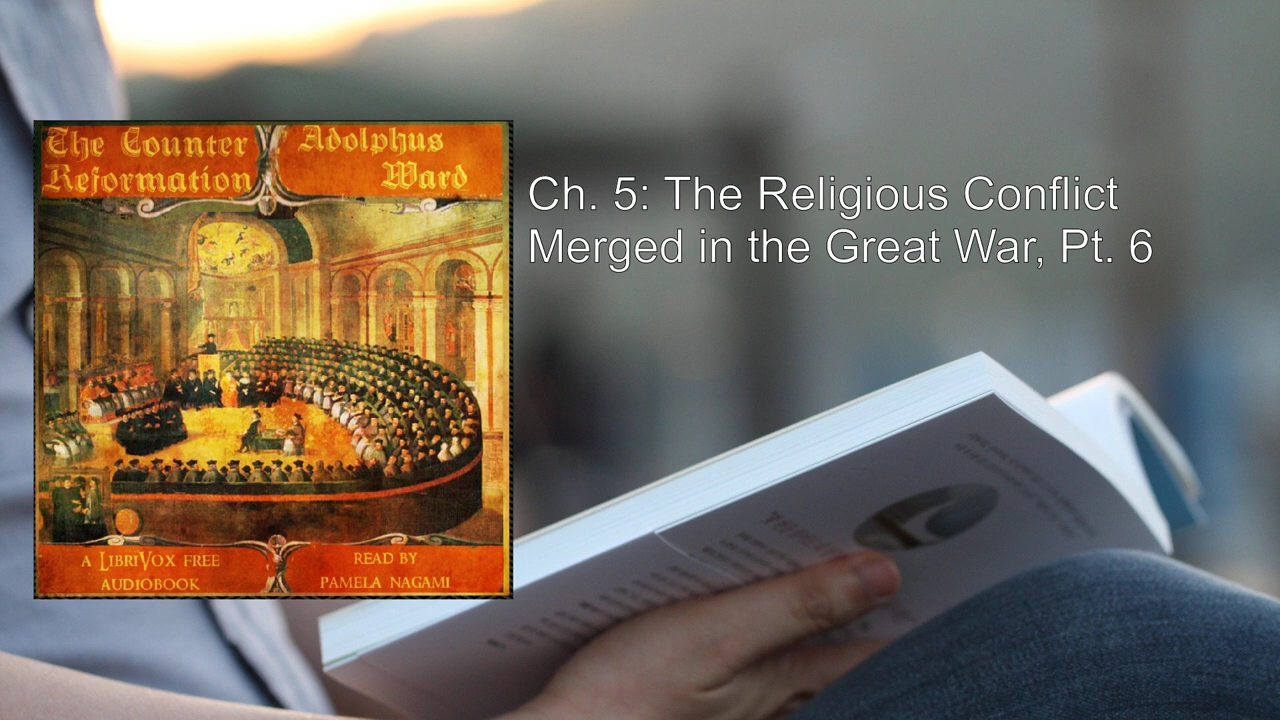 The Counter
Reformation
Adolphus
Ward
A LIBRIVOX FREE
AUDIOBOOK
READ BY
PAMELA NAGAMI
Ch. 5: The Religious Conflict
Merged in the Great War, Pt. 6